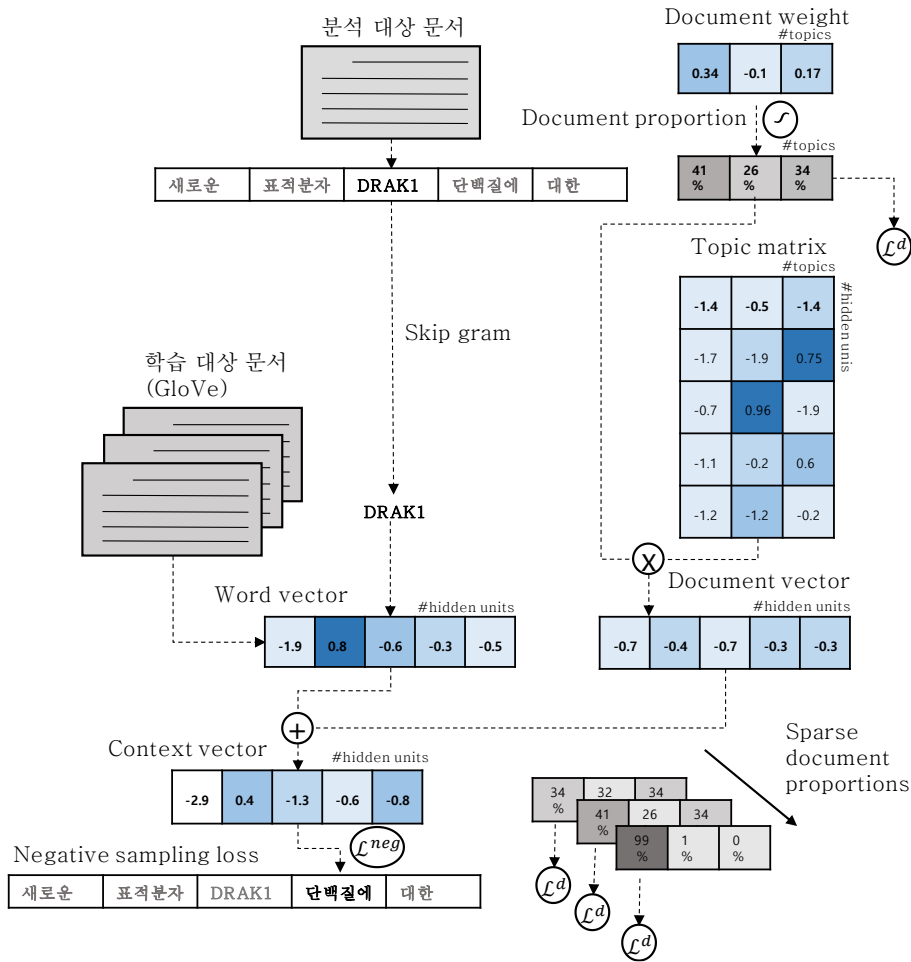 분석 대상 문서
Document weight
#topics
0.34 -0.1 0.17
Document proportion
#topics
41 % 26 % 34 %
새로운 표적분자 DRAK1 단백질에 대한
ℒd
Topic matrix
#topics
#hidden unis
-1.4 -0.5 -1.4
-1.7 -1.9 0.75
-0.7 0.96 -1.9
-1.1 -0.2 0.6
-1.2 -1.2 -0.2
Skip gram
학습 대상 문서
(GloVe)
DRAK1
X
Word vector
#hidden units
-1.9 0.8 -0.6 -0.3 -0.5
Document vector
#hidden units
-0.7 -0.4 -0.7 -0.3 -0.3
+
Context vector
#hidden units
-2.9 0.4 -1.3 -0.6 -0.8
ℒneg
Negative sampling loss
새로운 표적분자 DRAK1 단백질에 대한
Sparse
document
proportions
34 % 32 34
41 % 26 34
99 % 1 % 0 %
ℒd
ℒd
ℒd